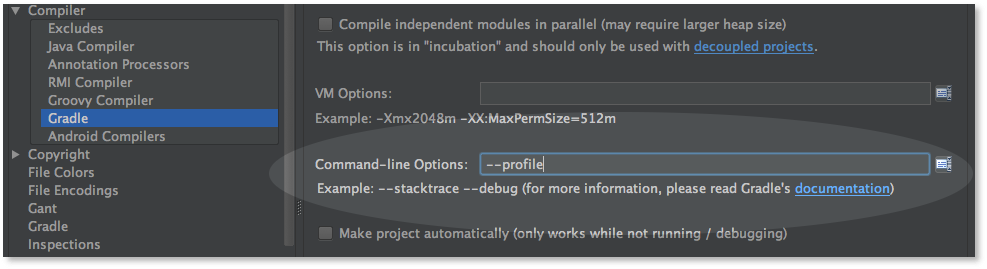 Compiler
Excludes
Java Compiler
Annotation Processors
RMI Compiler
Groovy Compiler
Gradle
Android Compilers
Copyright
File Colors
File Encodings
Gant
Gradle
Inspections
Compile independent modules in parallel (may require larger heap size)
This option is in "incubation" and should only be used with decoupled projects.
VM Options:
Example: -Xmx2048m -XX:MaxPermSize=512m
Command-line Options: --profile
Example: --stacktrace --debug (for more information, please read Gradle's documentation)
Make project automatically (only works while not running / debugging)